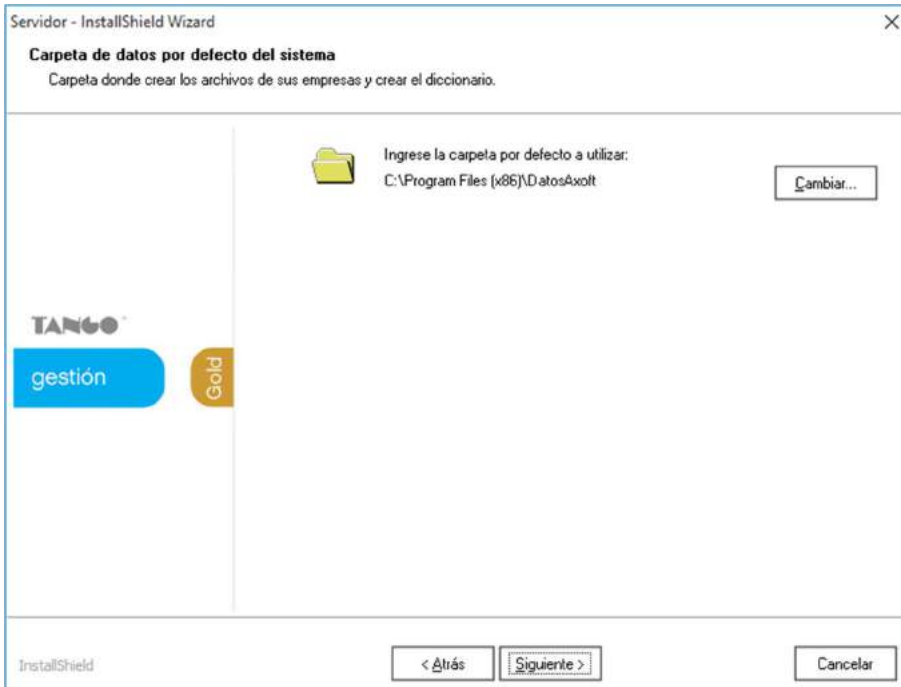 Servidor - InstallShield Wizard
Carpeta de datos por defecto del sistema
Carpeta donde crear los archivos de sus empresas y crear el diccionario.
Ingrese la carpeta por defecto a utilizar:
C:\Program Files (x86)\DatosAxoft
Cambiar...
TANGO
gestión
Gold
InstallShield
< Atrás
Siguiente >
Cancelar